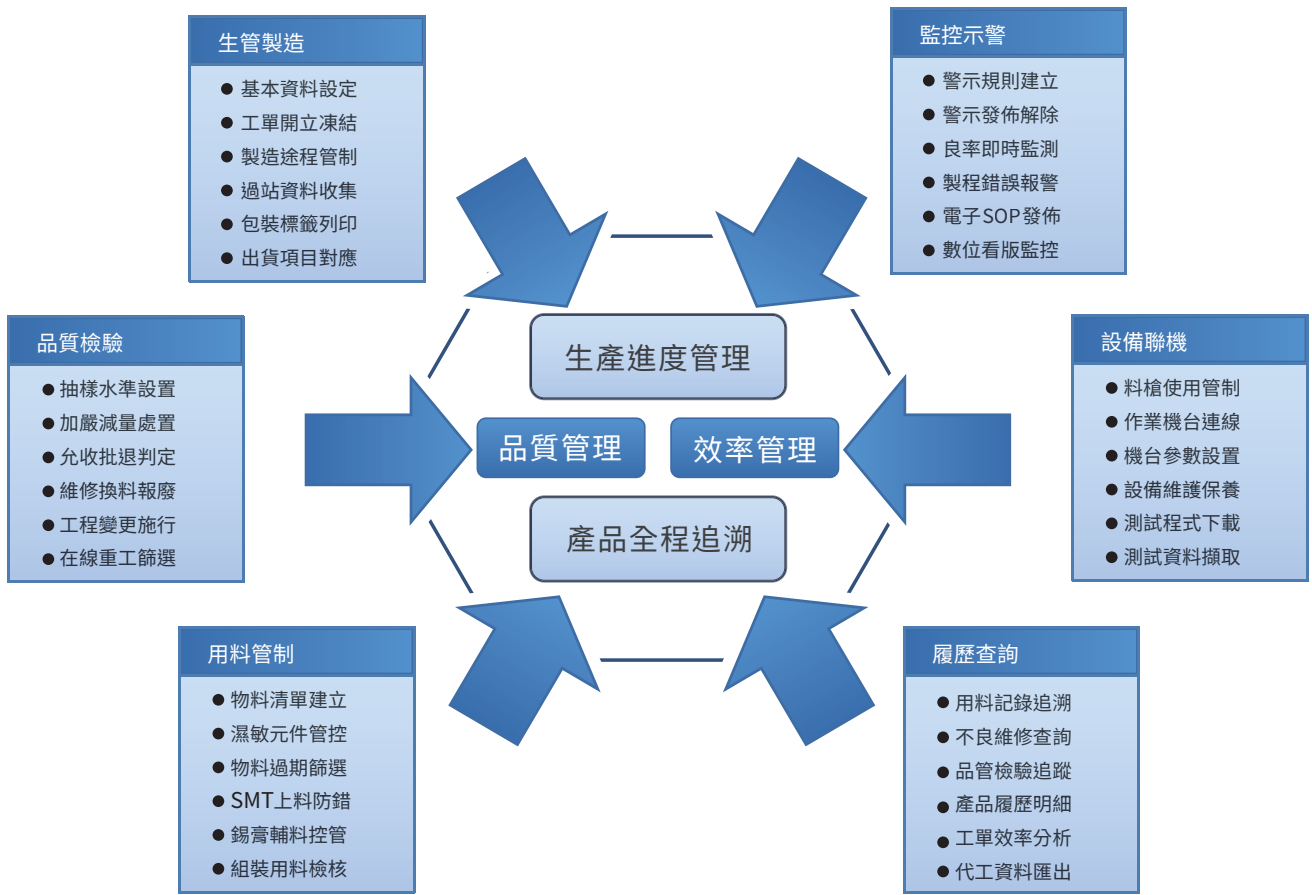 生管製造
基本資料設定
工單開立凍結
製造途程管制
過站資料收集
包裝標籤列印
出貨項目對應
監控示警
警示規則建立
警示發佈解除
良率即時監測
製程錯誤報警
電子SOP發佈
數位看版監控
品質檢驗
抽樣水準設置
加嚴減量處置
允收批退判定
維修換料報廢
工程變更施行
在線重工篩選
生產進度管理
品質管理
效率管理
產品全程追溯
設備聯機
料槍使用管制
作業機台連線
機台參數設置
設備維護保養
測試程式下載
測試資料擷取
用料管制
物料清單建立
濕敏元件管控
物料過期篩選
SMT上料防錯
錫膏輔料控管
組裝用料檢核
履歷查詢
用料記錄追溯
不良維修查詢
品管檢驗追蹤
產品履歷明細
工單效率分析
代工資料匯出